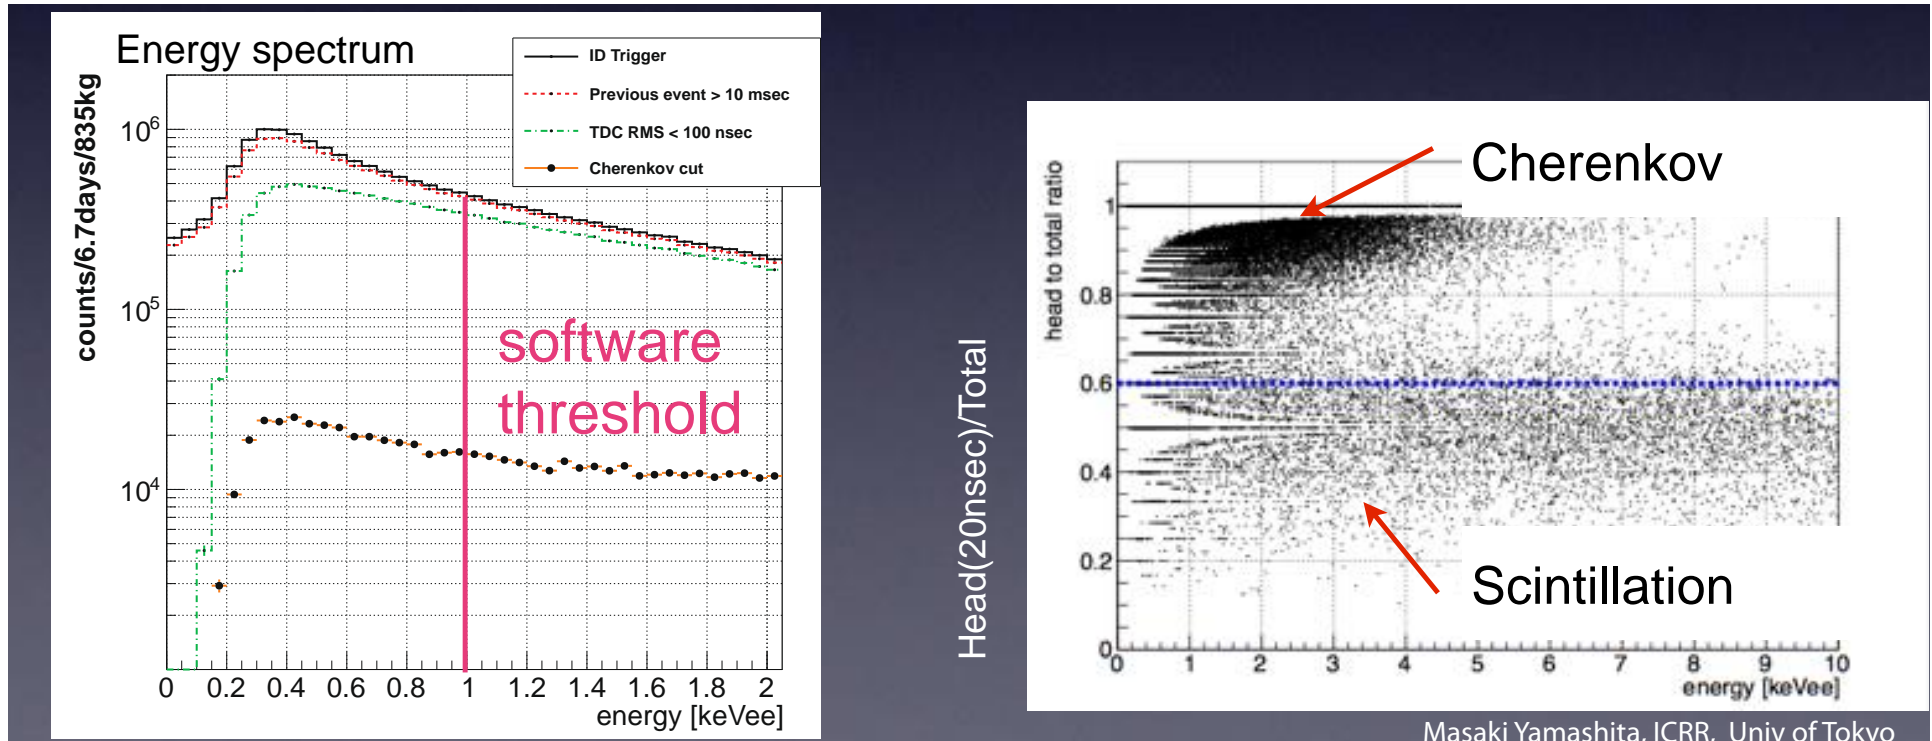 Energy spectrum
ID Trigger
Previous event > 10 msec
TDC RMS < 100 nsec
Cherenkov cut
counts/6.7days/835kg
10^6
10^5
10^4
software
threshold
0 0.2 0.4 0.6 0.8 1 1.2 1.4 1.6 1.8 2
energy [keVee]
Head(20nsec)/Total
head to total ratio
Cherenkov
Scintillation
1
0.8
0.6
0.4
0.2
0
0 1 2 3 4 5 6 7 8 9 10
energy [keVee]
Masaki Yamashita, ICRR, Univ of Tokyo